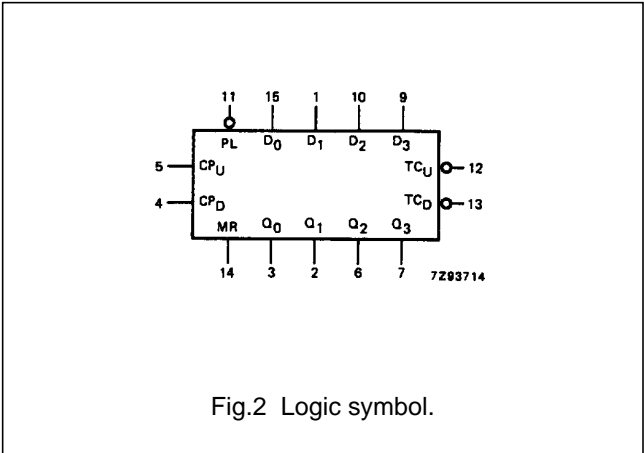 11 15 1 10 9
PL D0 D1 D2 D3
5 CPU TCU 12
4 CPD TCD 13
MR Q0 Q1 Q2 Q3
14 3 2 6 7 7Z93714
Fig.2 Logic symbol.